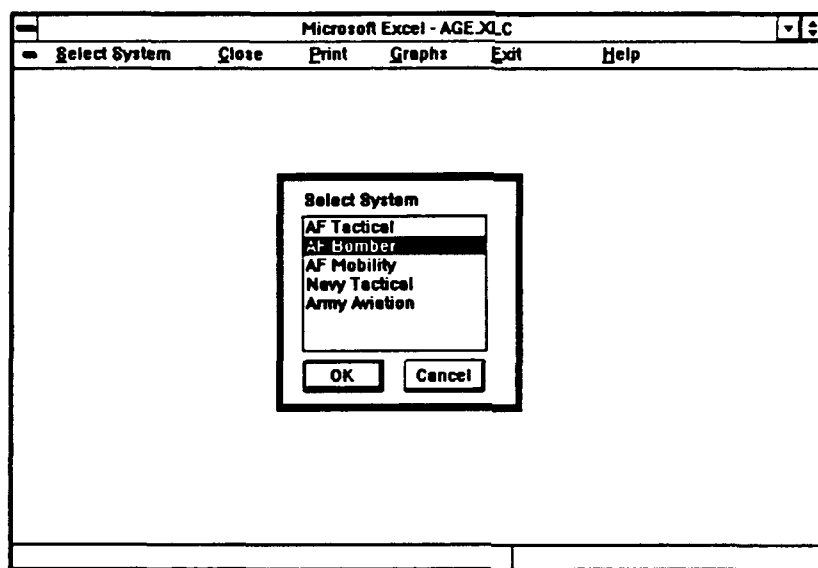 Microsoft Excel - AGE.XLC
Select System Close Print Graphs Exit Help
Select System
AF Tactical
AF Bomber
AF Mobility
Navy Tactical
Army Aviation
OK Cancel